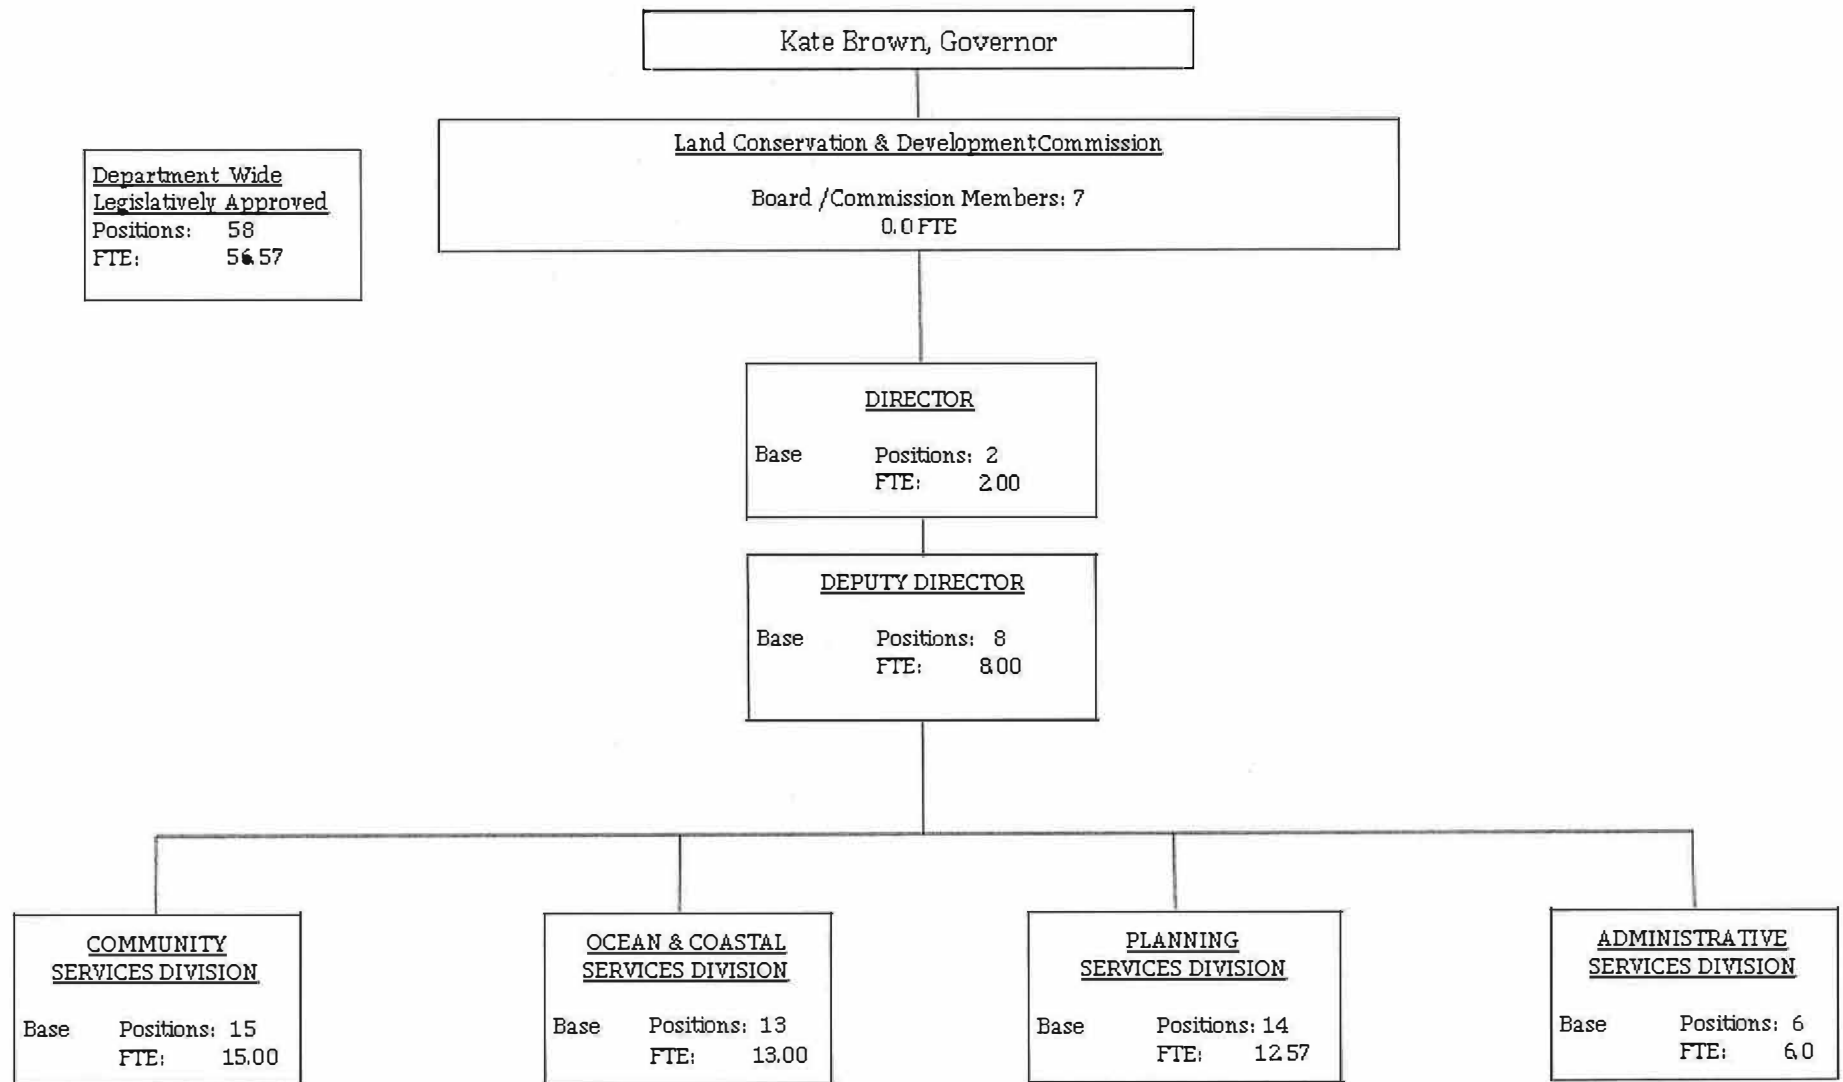 Kate Brown, Governor
Land Conservation & DevelopmentCommission
Board /Commission Members: 7
0.0 FTE
Department Wide
Legislatively Approved
Positions: 58
FTE: 56.57
DIRECTOR
Base Positions: 2
FTE: 2.00
DEPUTY DIRECTOR
Base Positions: 8
FTE: 8.00
COMMUNITY
SERVICES DIVISION
Base Positions: 15
FTE: 15.00
OCEAN & COASTAL
SERVICES DIVISION
Base Positions: 13
FTE: 13.00
PLANNING
SERVICES DIVISION
Base Positions: 14
FTE: 12.57
ADMINISTRATIVE
SERVICES DIVISION
Base Positions: 6
FTE: 6.0